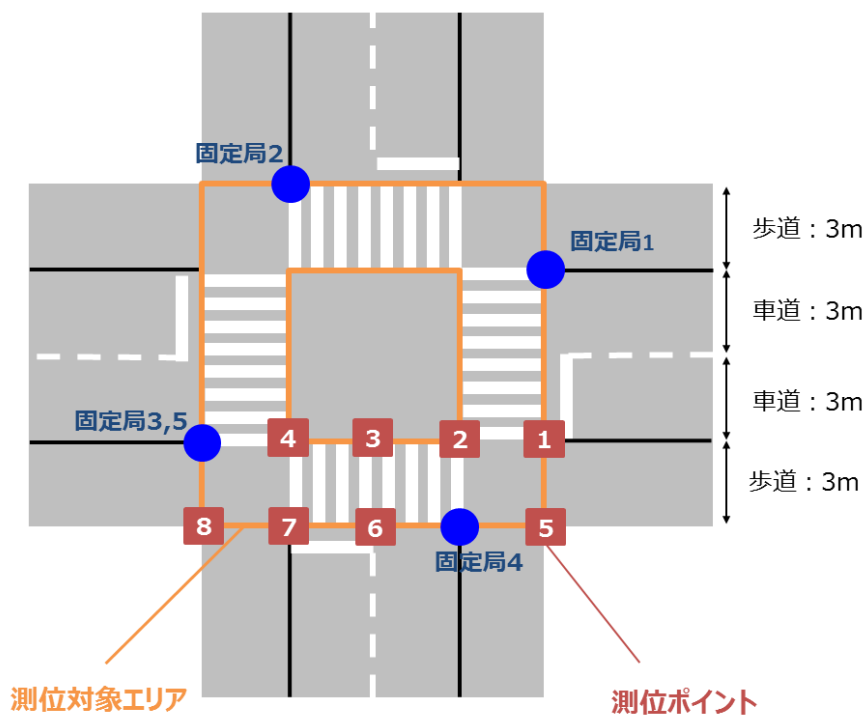 固定局2
歩道：3m
固定局1
車道：3m
車道：3m
固定局3,5
4
3
2
1
歩道：3m
8
7
6
5
固定局4
測位対象エリア
測位ポイント